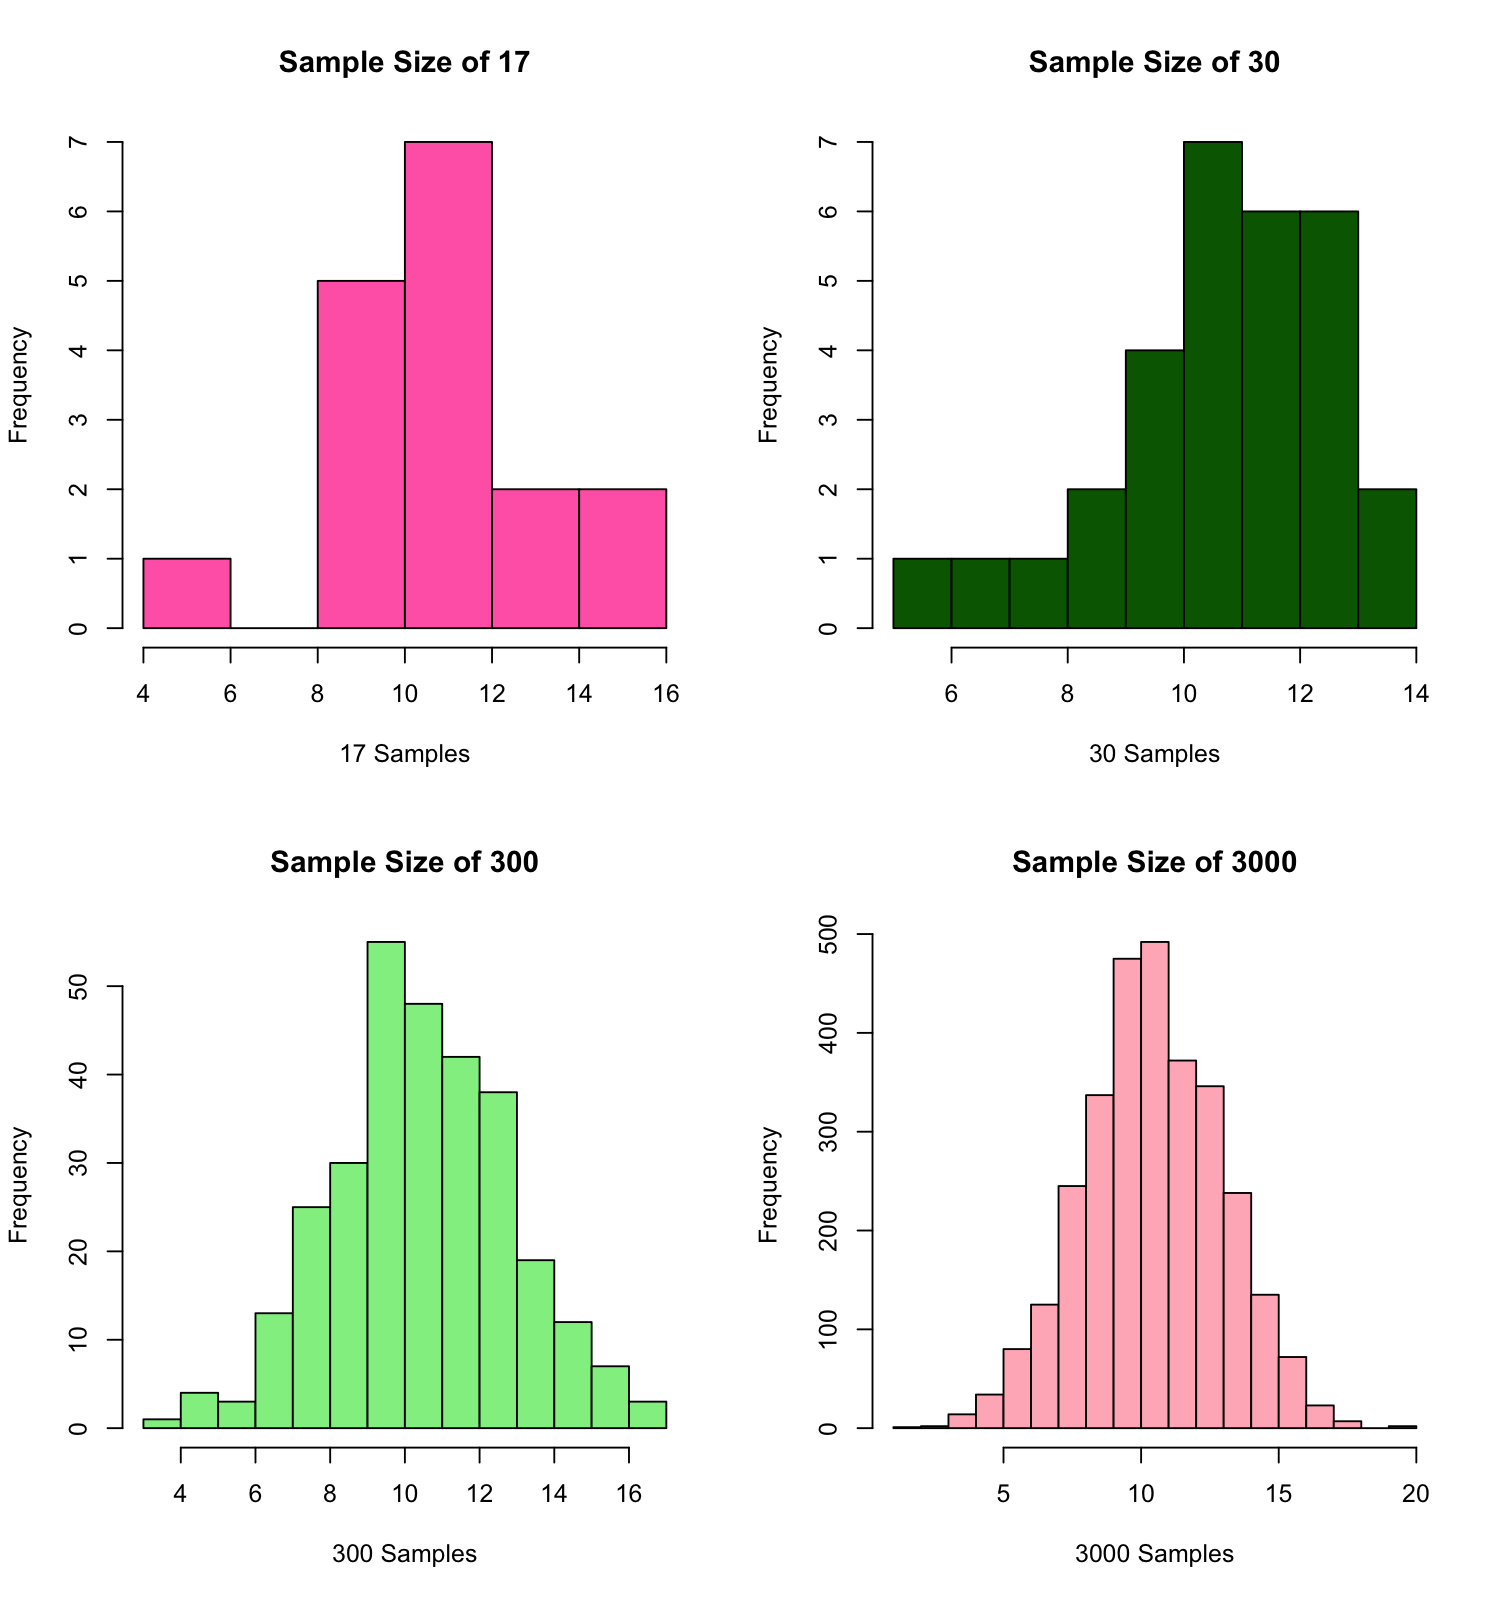 Sample Size of 17
Frequency
7
6
5
4
3
2
1
0
4 6 8 10 12 14 16
17 Samples
Sample Size of 30
Frequency
7
6
5
4
3
2
1
0
6 8 10 12 14
30 Samples
Sample Size of 300
Frequency
50
40
30
20
10
0
4 6 8 10 12 14 16
300 Samples
Sample Size of 3000
Frequency
500
400
300
200
100
0
5 10 15 20
3000 Samples